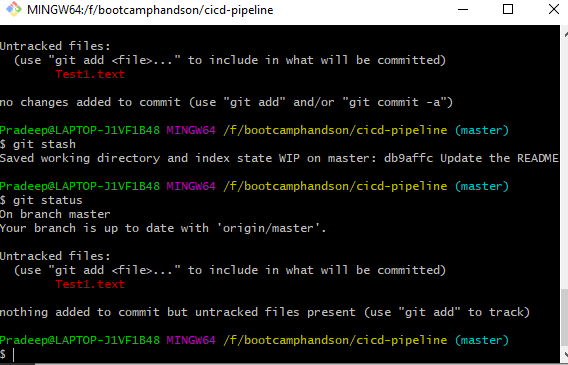 MINGW64:/f/bootcamphandson/cicd-pipeline
Untracked files:
  (use "git add <file>..." to include in what will be committed)
        Test1.text
no changes added to commit (use "git add" and/or "git commit -a")
Pradeep@LAPTOP-J1VF1B48 MINGW64 /f/bootcamphandson/cicd-pipeline (master)
$ git stash
Saved working directory and index state WIP on master: db9affc Update the README
Pradeep@LAPTOP-J1VF1B48 MINGW64 /f/bootcamphandson/cicd-pipeline (master)
$ git status
On branch master
Your branch is up to date with 'origin/master'.
Untracked files:
  (use "git add <file>..." to include in what will be committed)
        Test1.text
nothing added to commit but untracked files present (use "git add" to track)
Pradeep@LAPTOP-J1VF1B48 MINGW64 /f/bootcamphandson/cicd-pipeline (master)
$